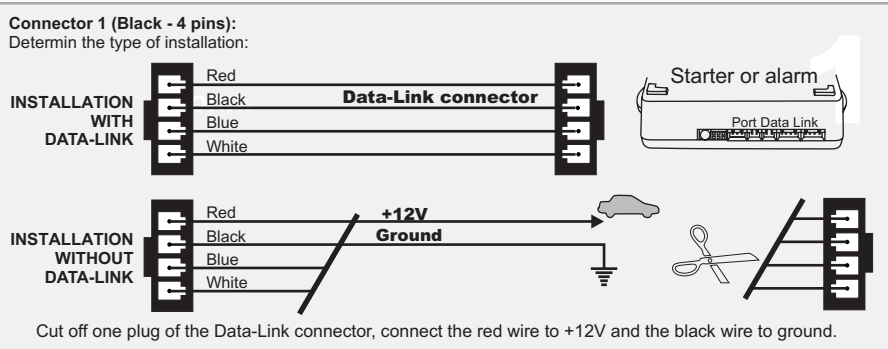 Connector 1 (Black - 4 pins):
Determin the type of installation:
1
INSTALLATION
WITH
DATA-LINK
Red
Black
Blue
White
Data-Link connector
Starter or alarm
Port Data Link
INSTALLATION
WITHOUT
DATA-LINK
Red
Black
Blue
White
+12V
Ground
Cut off one plug of the Data-Link connector, connect the red wire to +12V and the black wire to ground.